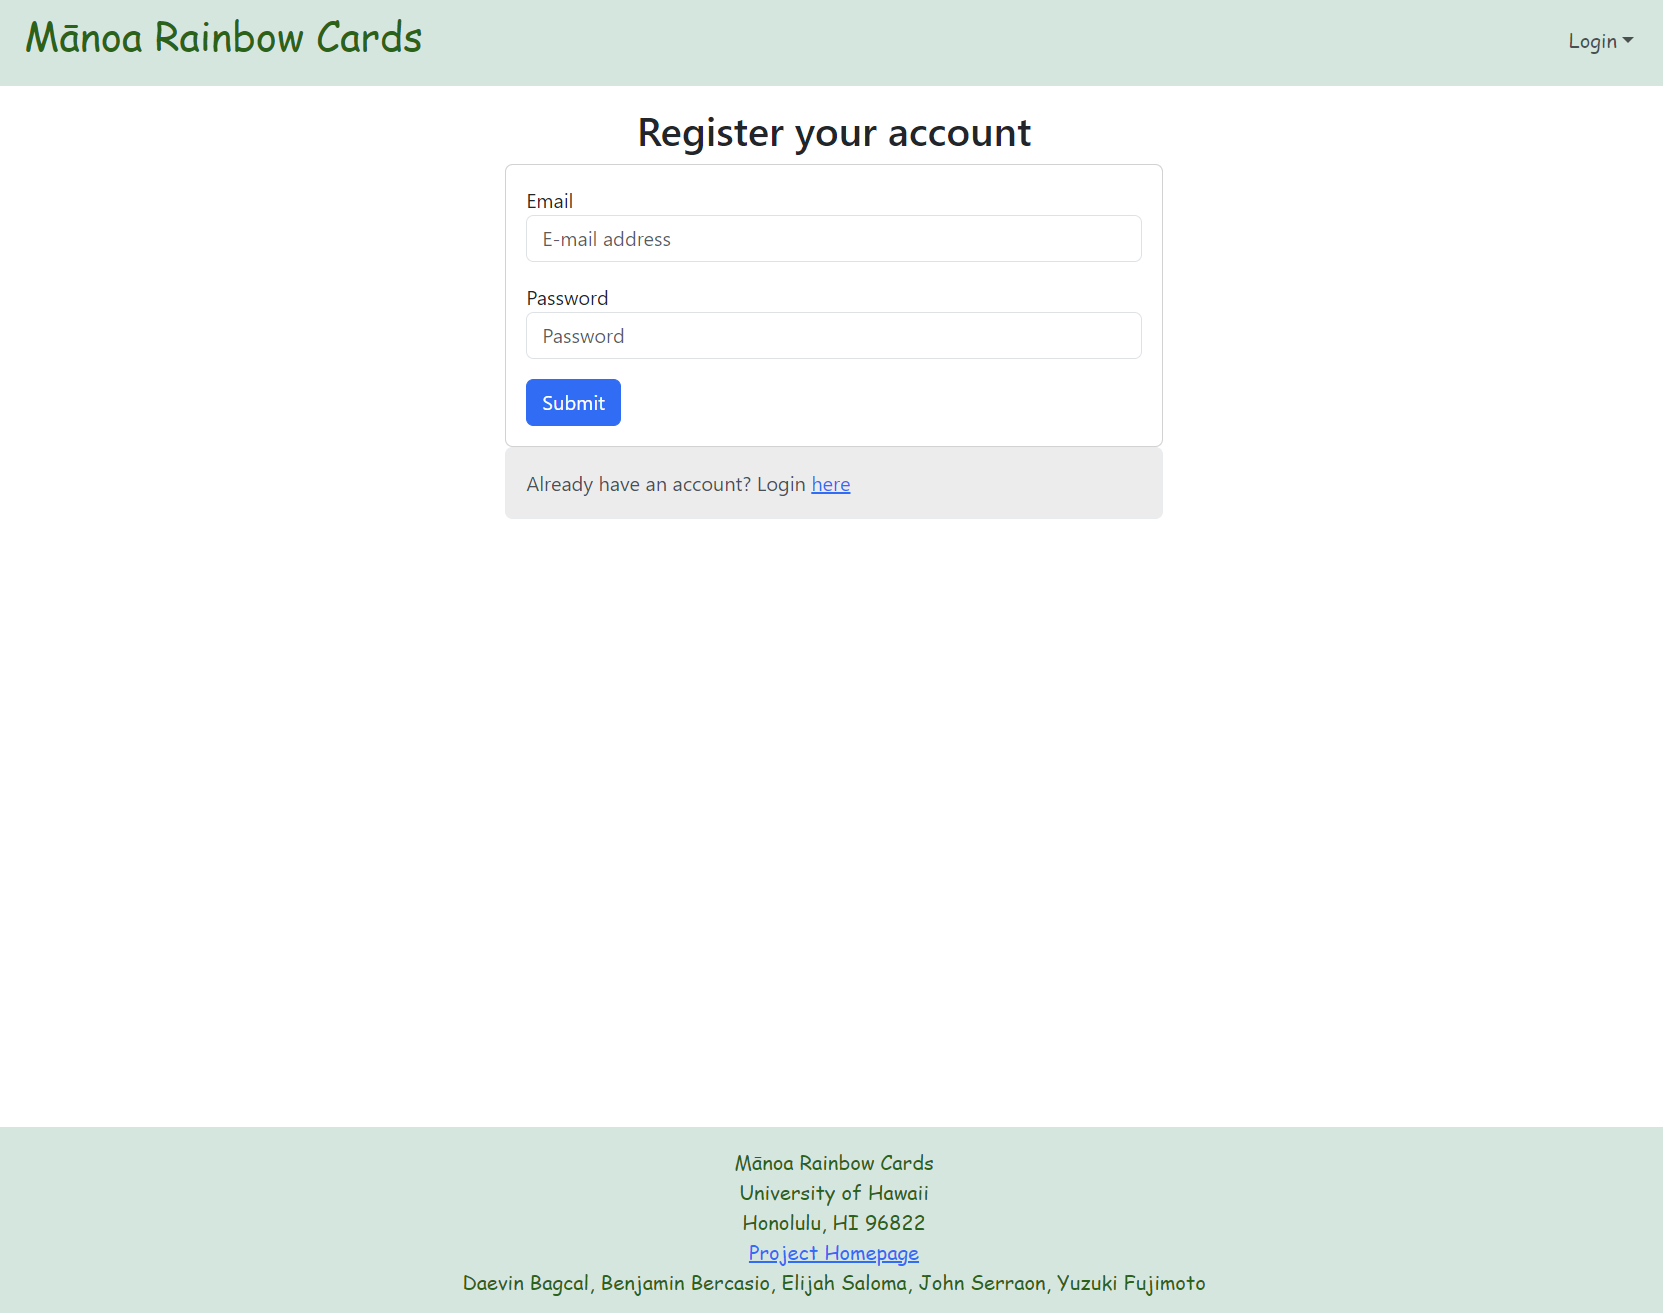 Mānoa Rainbow Cards
Login
Register your account
Email
E-mail address
Password
Password
Submit
Already have an account? Login here
Mānoa Rainbow Cards
University of Hawaii
Honolulu, HI 96822
Project Homepage
Daevin Bagcal, Benjamin Bercasio, Elijah Saloma, John Serraon, Yuzuki Fujimoto